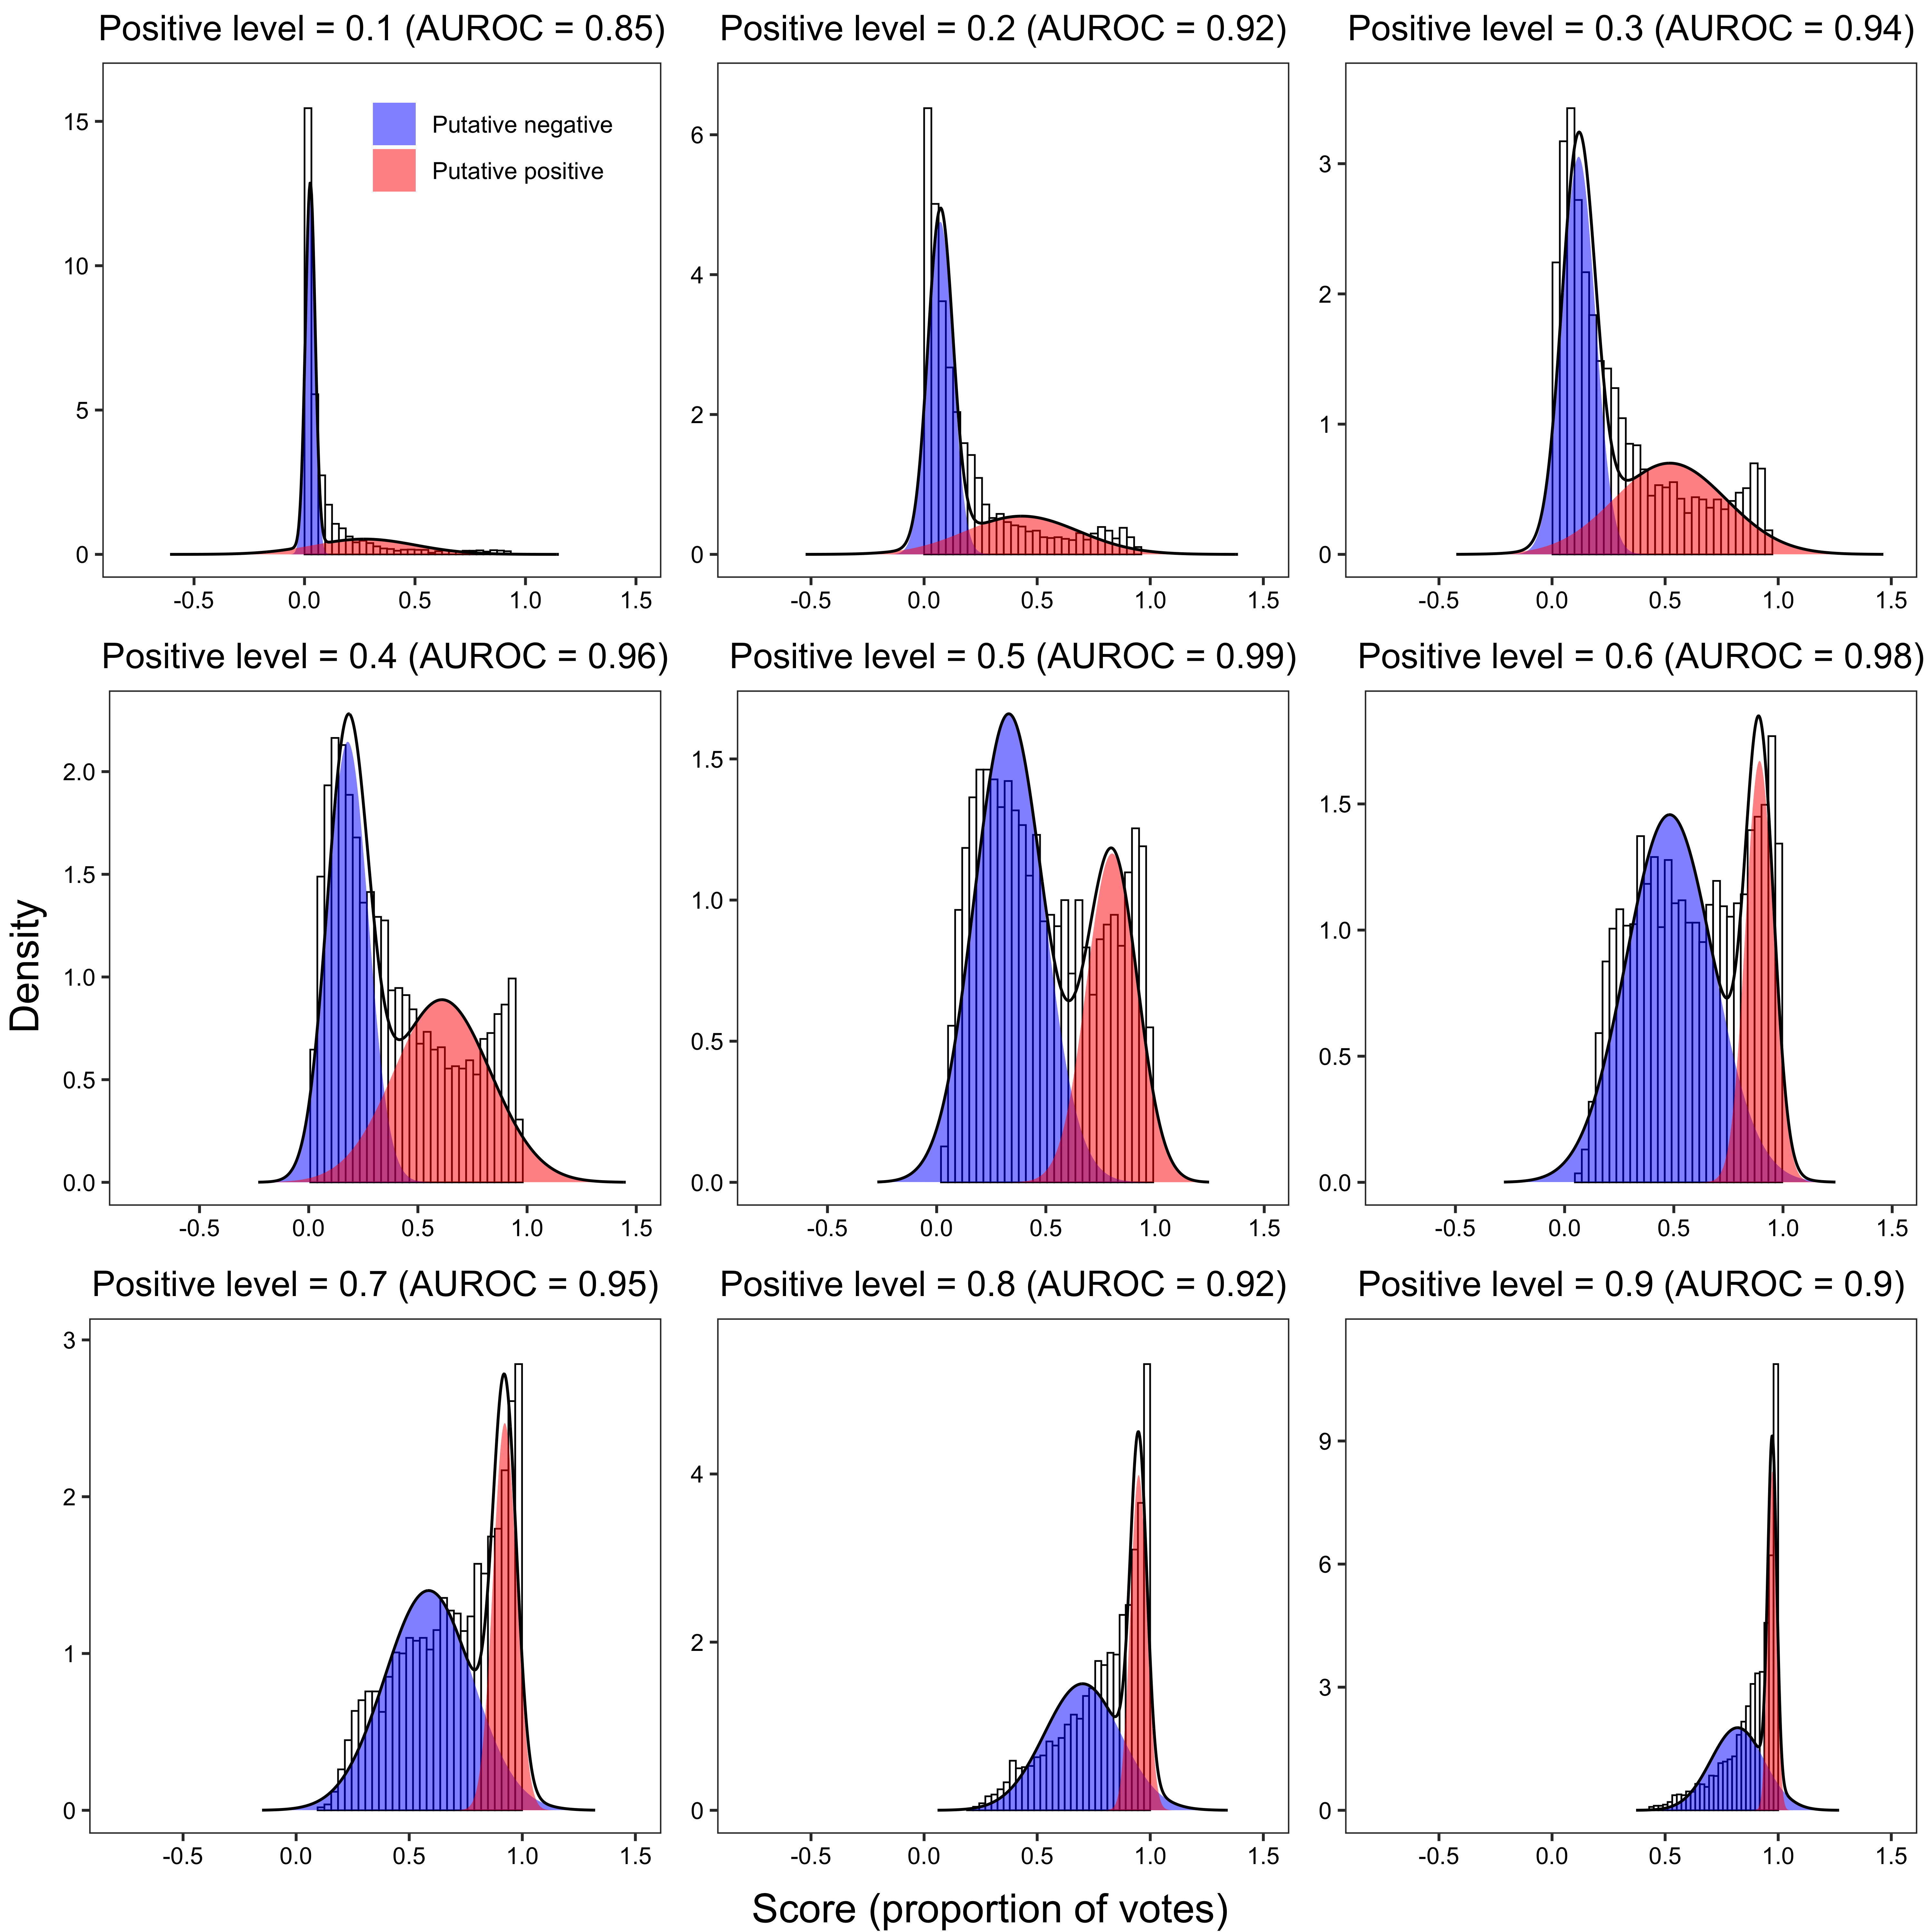 Positive level = 0.1 (AUROC = 0.85)
Positive level = 0.2 (AUROC = 0.92)
Positive level = 0.3 (AUROC = 0.94)
15
10
5
0
Putative negative
Putative positive
-0.5 0.0 0.5 1.0 1.5
6
4
2
0
-0.5 0.0 0.5 1.0 1.5
3
2
1
0
-0.5 0.0 0.5 1.0 1.5
Positive level = 0.4 (AUROC = 0.96)
Positive level = 0.5 (AUROC = 0.99)
Positive level = 0.6 (AUROC = 0.98)
Density
2.0
1.5
1.0
0.5
0.0
-0.5 0.0 0.5 1.0 1.5
1.5
1.0
0.5
0.0
-0.5 0.0 0.5 1.0 1.5
1.5
1.0
0.5
0.0
-0.5 0.0 0.5 1.0 1.5
Positive level = 0.7 (AUROC = 0.95)
Positive level = 0.8 (AUROC = 0.92)
Positive level = 0.9 (AUROC = 0.9)
3
2
1
0
-0.5 0.0 0.5 1.0 1.5
4
2
0
-0.5 0.0 0.5 1.0 1.5
9
6
3
0
-0.5 0.0 0.5 1.0 1.5
Score (proportion of votes)